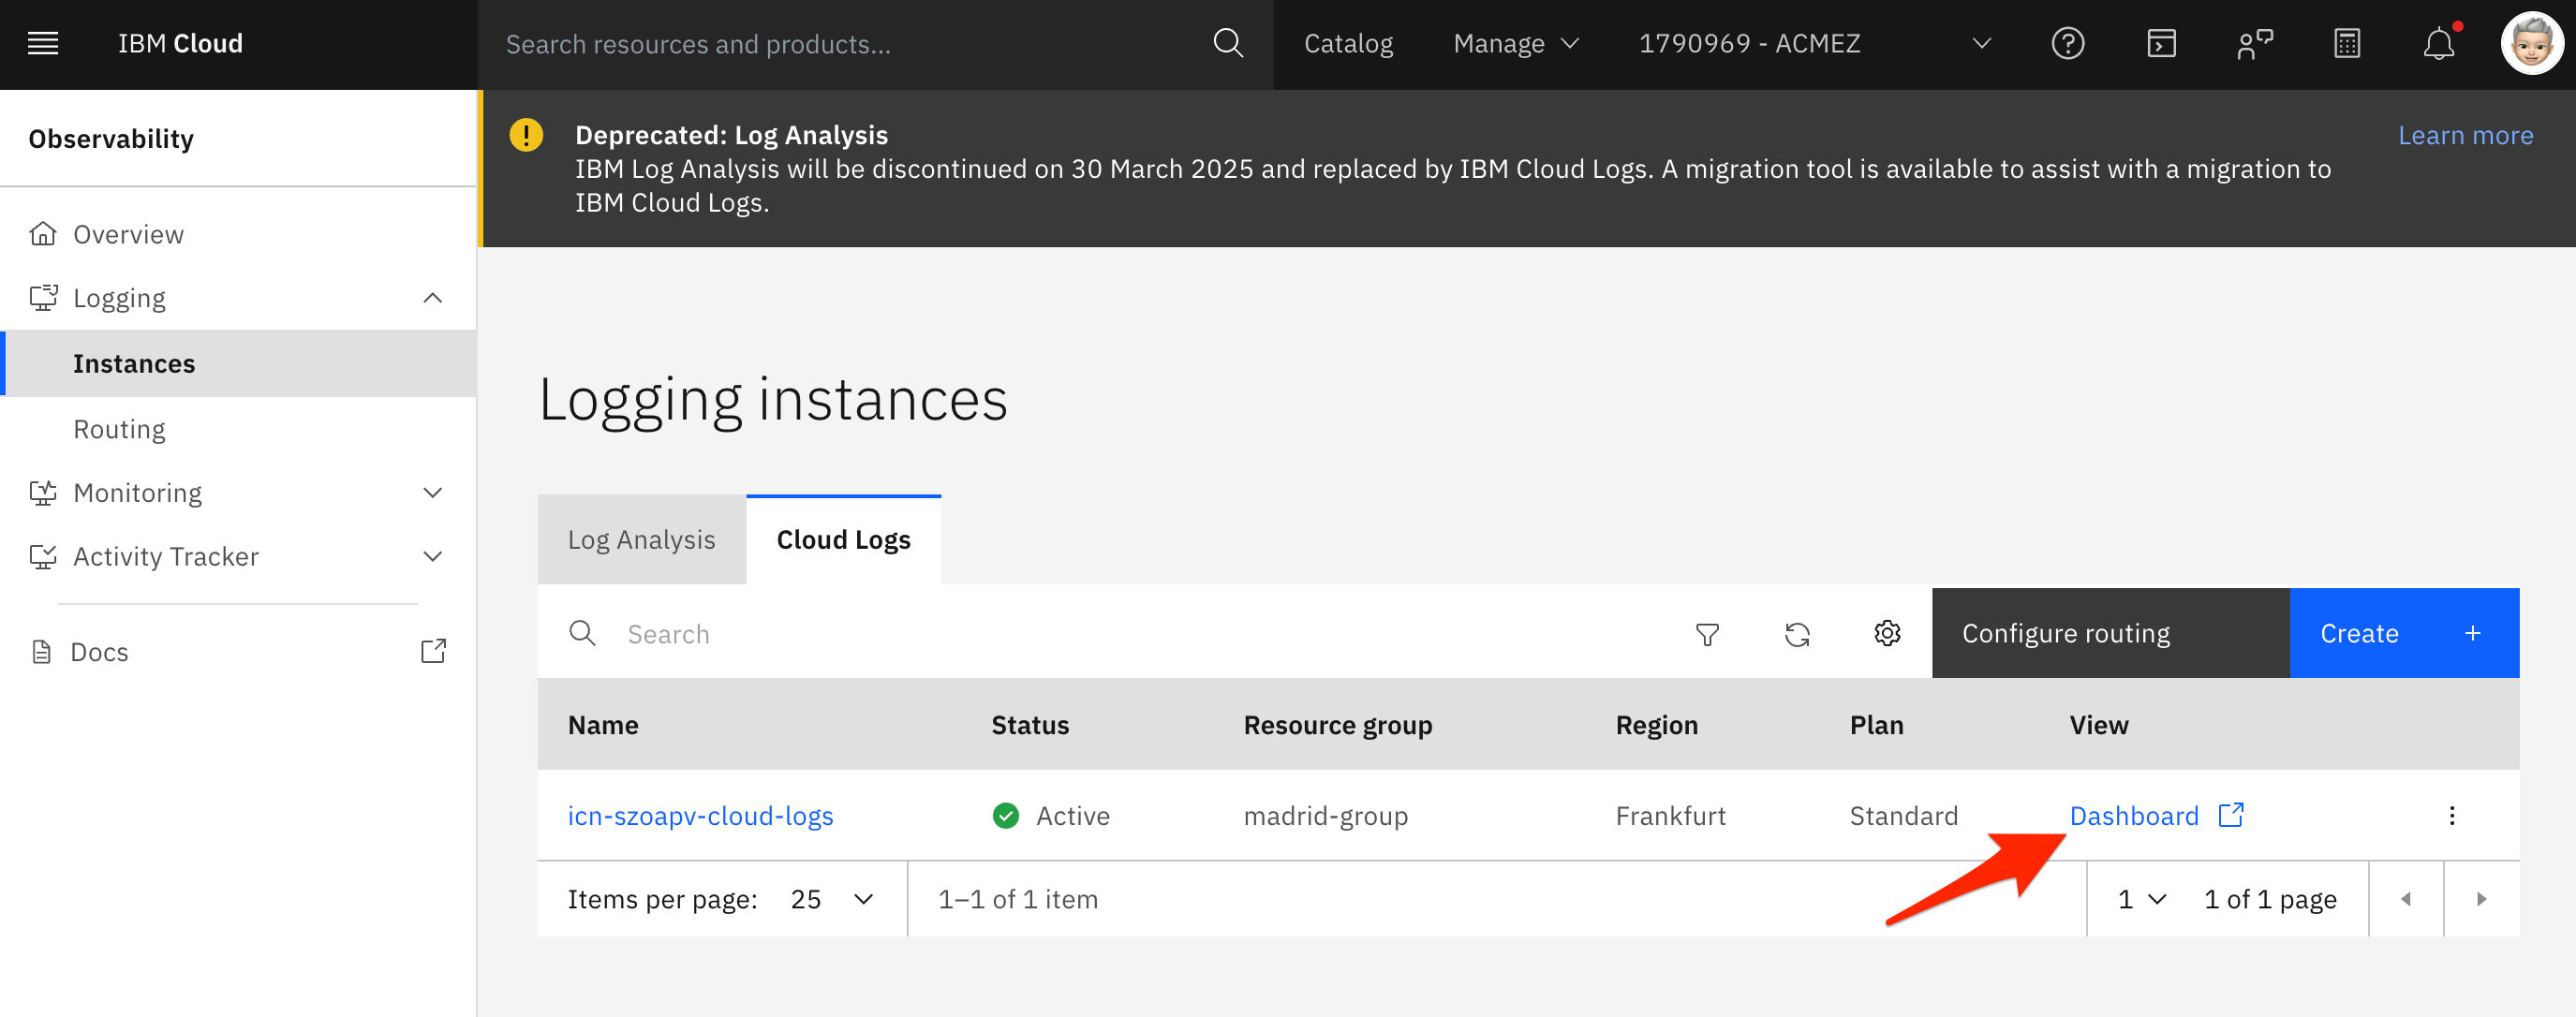 IBM Cloud
Search resources and products...
Catalog
Manage
1790969 - ACMEZ
Observability
Overview
Logging
Instances
Routing
Monitoring
Activity Tracker
Docs
Deprecated: Log Analysis
Learn more
IBM Log Analysis will be discontinued on 30 March 2025 and replaced by IBM Cloud Logs. A migration tool is available to assist with a migration to
IBM Cloud Logs.
Logging instances
Log Analysis
Cloud Logs
Search
Configure routing
Create +
Name Status Resource group Region Plan View
icn-szoapv-cloud-logs Active madrid-group Frankfurt Standard Dashboard
Items per page: 25
1–1 of 1 item
1
1 of 1 page